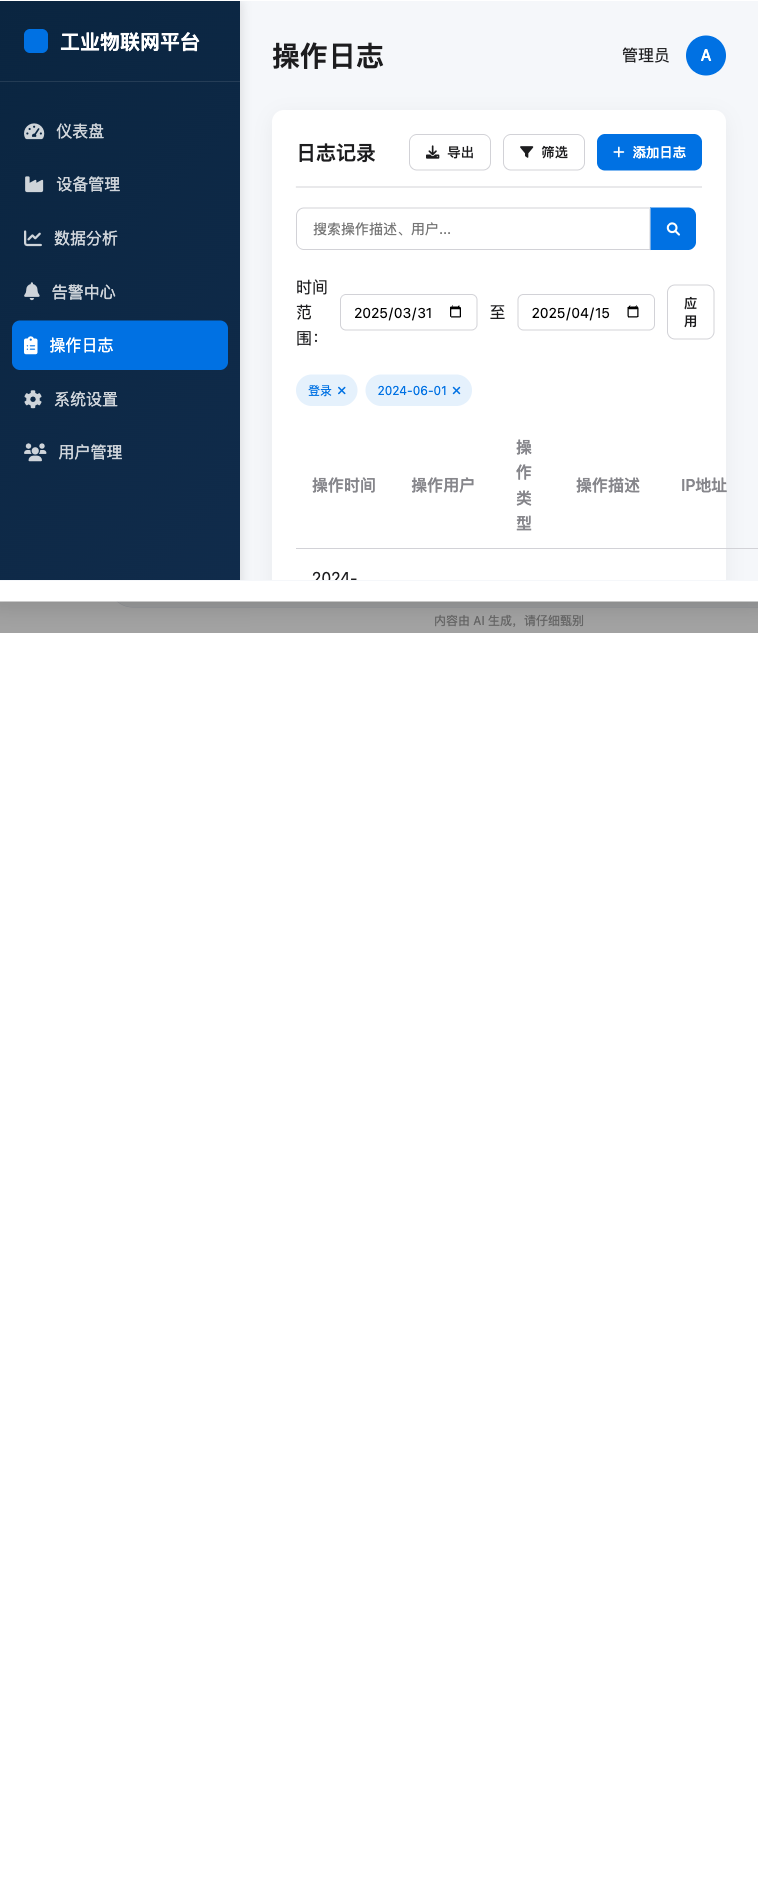 工业物联网平台
仪表盘
设备管理
数据分析
告警中心
操作日志
系统设置
用户管理
操作日志
管理员 A
日志记录 导出 筛选 添加日志
搜索操作描述、用户...
时间范围：
2025/03/31 至 2025/04/15
应用
登录 × 2024-06-01 ×
操作时间 操作用户 操作类型 操作描述 IP地址
2024-
内容由 AI 生成，请仔细甄别